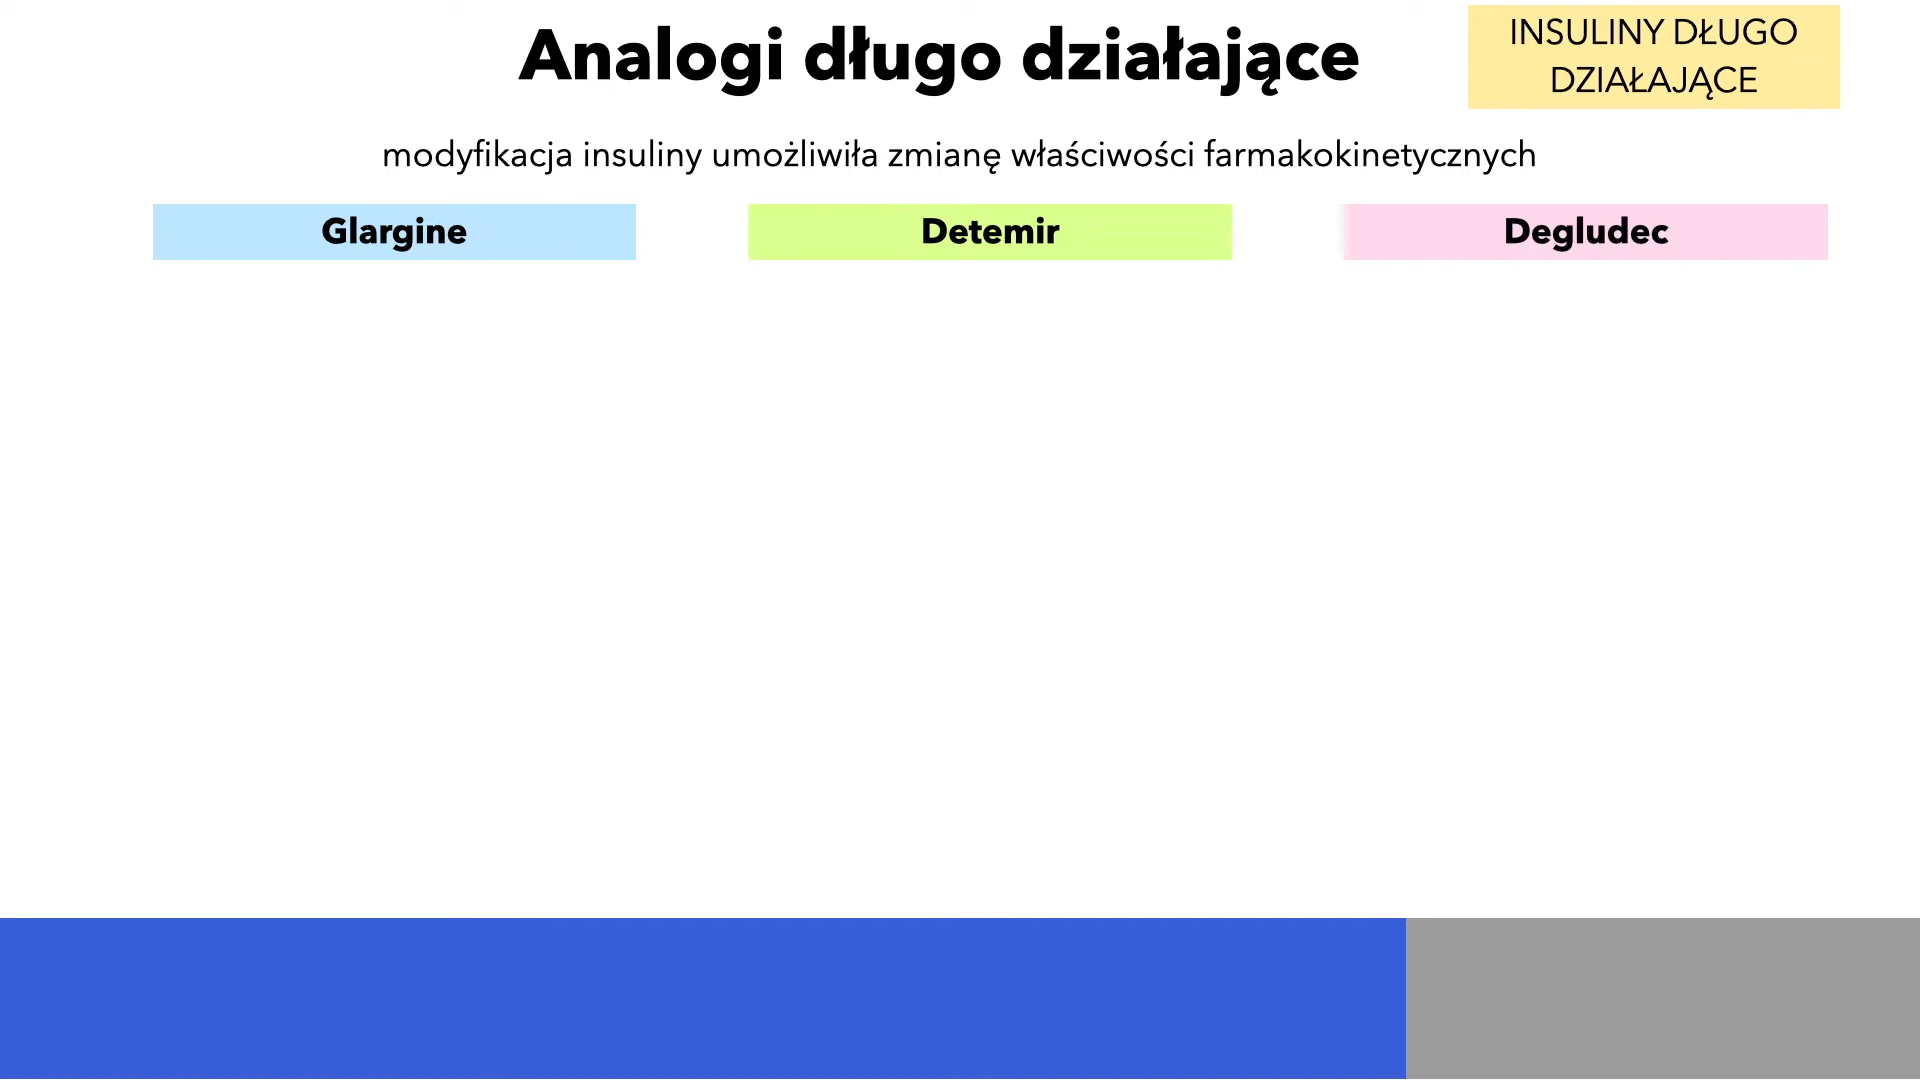 Analogi długo działające
INSULINY DŁUGO
DZIAŁAJĄCE
modyfikacja insuliny umożliwiła zmianę właściwości farmakokinetycznych
Glargine
Detemir
Degludec